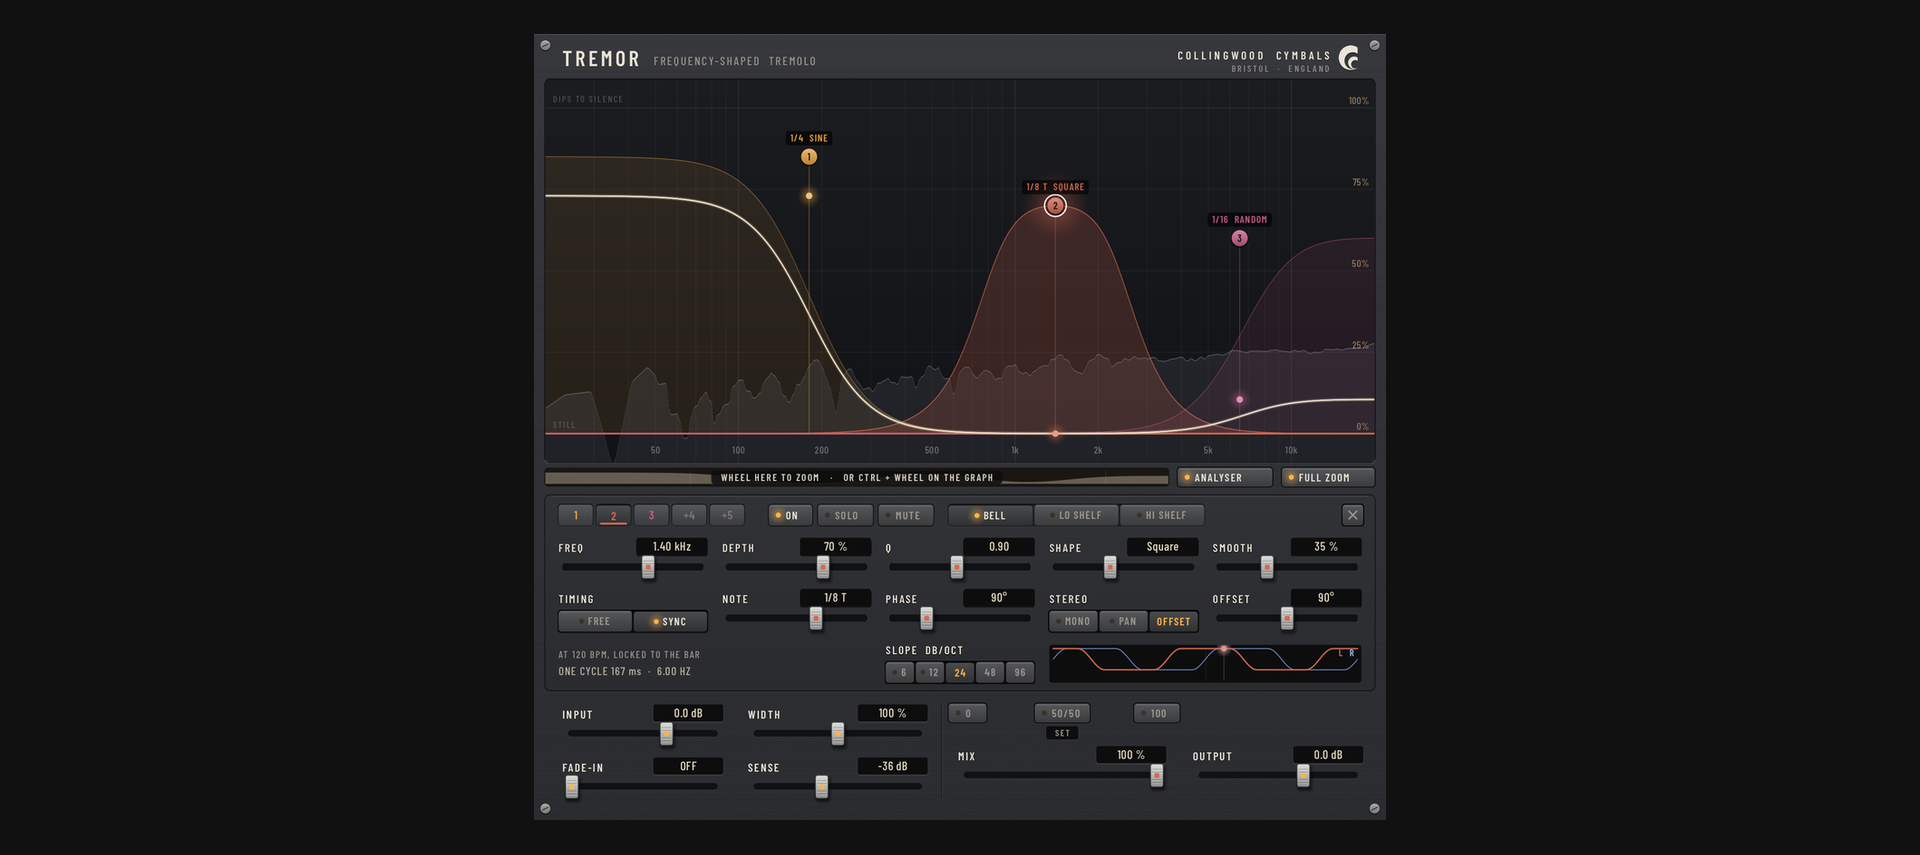 TREMOR FREQUENCY-SHAPED TREMOLO
COLLINGWOOD CYMBALS
BRISTOL - ENGLAND
DIPS TO SILENCE
100%
1/4 SINE
1
75%
1/8 T SQUARE
2
1/16 RANDOM
3
50%
25%
STILL
0%
50 100 200 500 1k 2k 5k 10k
WHEEL HERE TO ZOOM · OR CTRL + WHEEL ON THE GRAPH
ANALYSER
FULL ZOOM
1 2 3 +4 +5
ON SOLO MUTE
BELL LO SHELF HI SHELF
FREQ 1.40 kHz
DEPTH 70 %
Q 0.90
SHAPE Square
SMOOTH 35 %
TIMING
FREE SYNC
NOTE 1/8 T
PHASE 90°
STEREO
MONO PAN OFFSET
OFFSET 90°
AT 120 BPM, LOCKED TO THE BAR
ONE CYCLE 167 ms · 6.00 HZ
SLOPE DB/OCT
6 12 24 48 96
L R
INPUT 0.0 dB
WIDTH 100 %
0 50/50 100
SET
FADE-IN OFF
SENSE -36 dB
MIX 100 %
OUTPUT 0.0 dB